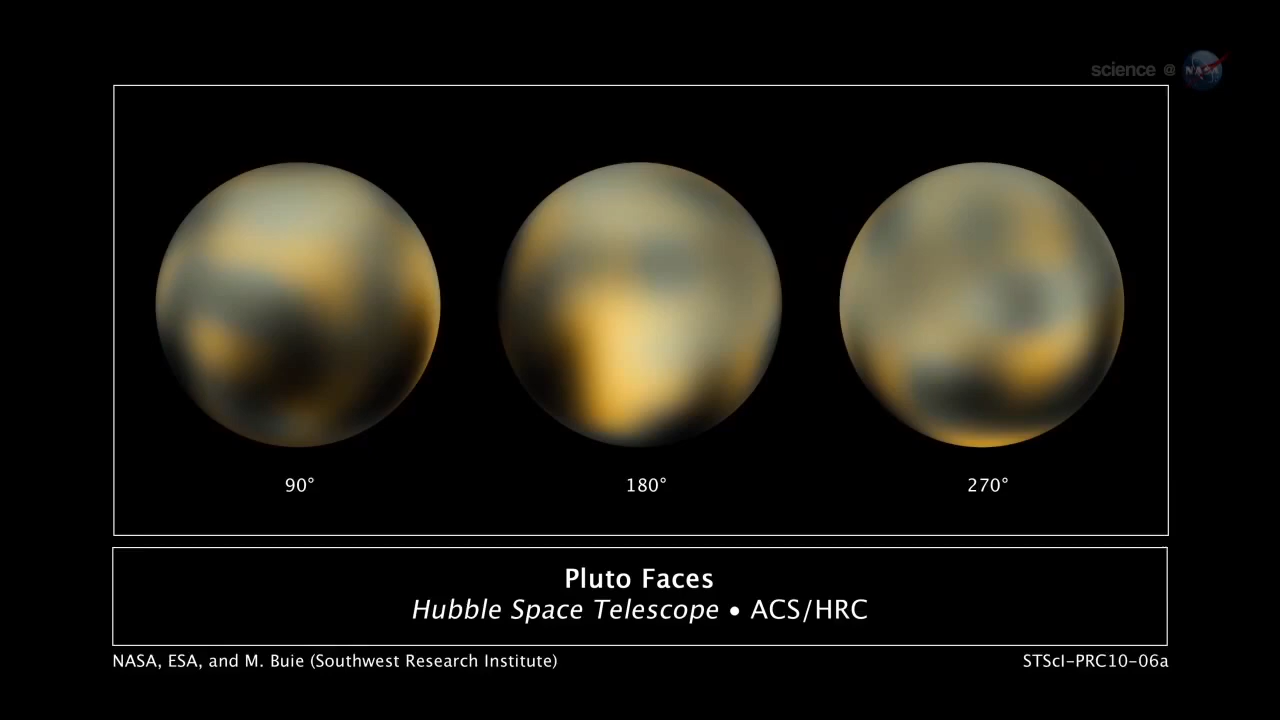 science @ NASA
90° 180° 270°
Pluto Faces
Hubble Space Telescope • ACS/HRC
NASA, ESA, and M. Buie (Southwest Research Institute) STScI-PRC10-06a